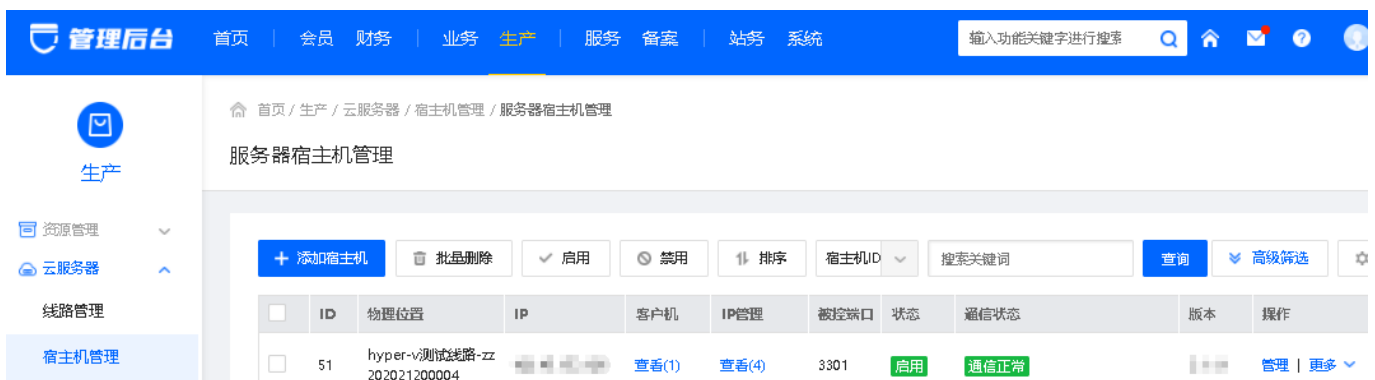 管理后台 首页 会员 财务 业务 生产 服务 备案 站务 系统 输入功能关键字进行搜索
首页 / 生产 / 云服务器 / 宿主机管理 / 服务器宿主机管理
服务器宿主机管理
生产
资源管理
云服务器
线路管理
宿主机管理
添加宿主机 批量删除 启用 禁用 排序 宿主机ID 搜索关键词 查询 高级筛选
ID 物理位置 IP 客户机 IP管理 被控端口 状态 通信状态 版本 操作
51 hyper-v测试线路-zz202021200004 查看(1) 查看(4) 3301 启用 通信正常 管理 | 更多